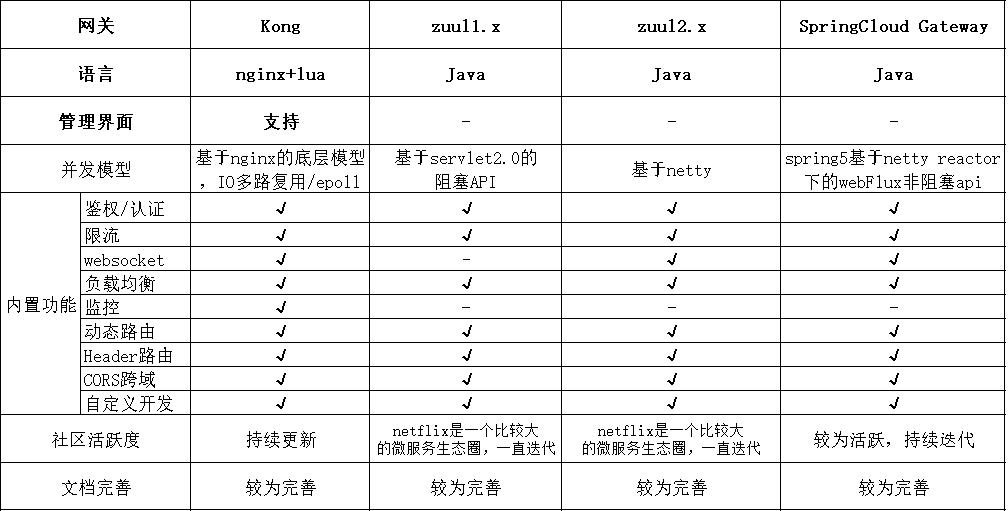 网关 Kong zuul1.x zuul2.x SpringCloud Gateway
语言 nginx+lua Java Java Java
管理界面 支持 - - -
并发模型 基于nginx的底层模型 基于servlet2.0的 基于netty spring5基于netty reactor
，IO多路复用/epoll 阻塞API 下的webFlux非阻塞api
内置功能
鉴权/认证 √ √ √ √
限流 √ √ √ √
websocket √ - √ √
负载均衡 √ √ √ √
监控 √ - - -
动态路由 √ √ √ √
Header路由 √ √ √ √
CORS跨域 √ √ √ √
自定义开发 √ √ √ √
社区活跃度 持续更新 netflix是一个比较大 netflix是一个比较大 较为活跃，持续迭代
的微服务生态圈，一直迭代 的微服务生态圈，一直迭代
文档完善 较为完善 较为完善 较为完善 较为完善